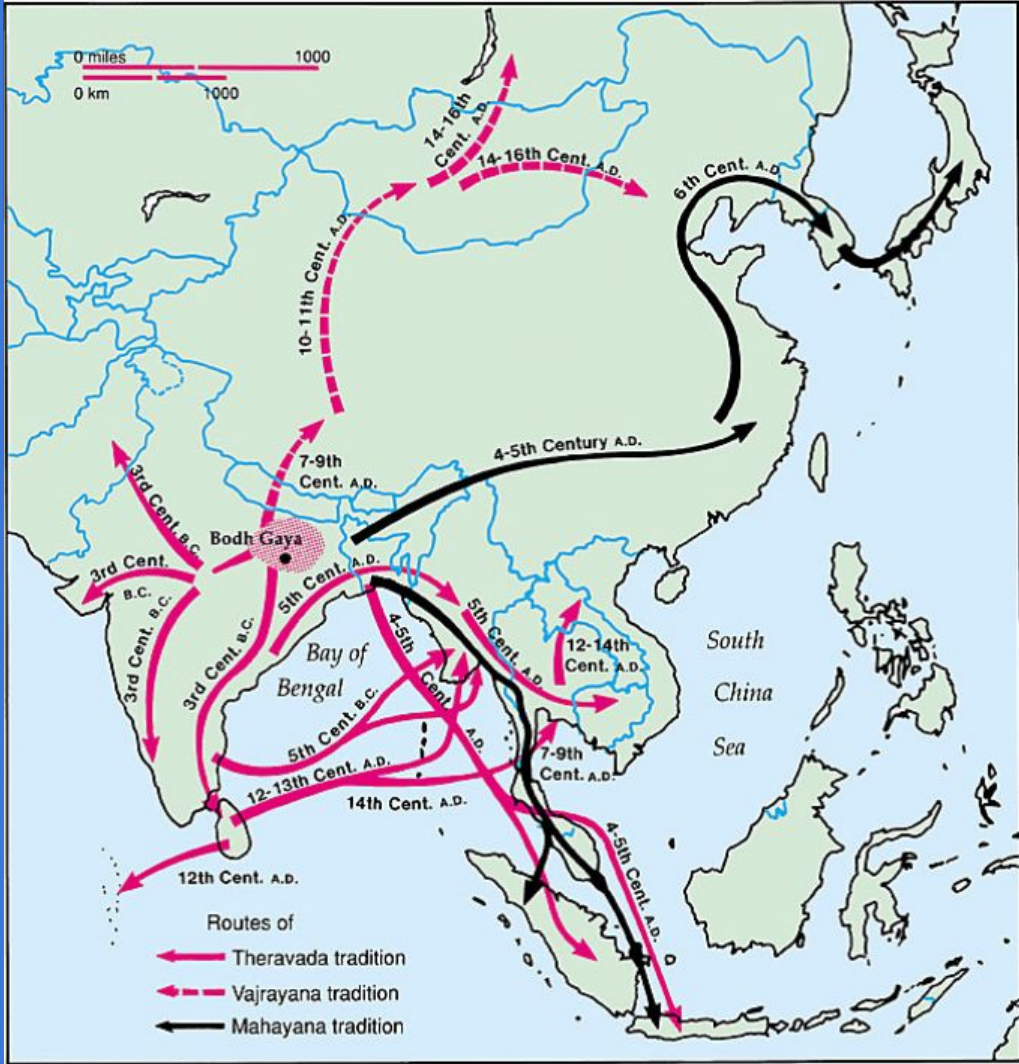 0 miles 1000
0 km 1000
14-16th
Cent. A.D.
14-16th Cent. A.D.
6th Cent. A.D.
10-11th Cent. A.D.
4-5th Century A.D.
7-9th
Cent. A.D.
3rd Cent. B.C.
Bodh Gaya
3rd Cent.
B.C.
5th Cent. A.D.
3rd Cent. B.C.
3rd Cent. B.C.
4-5th Cent. A.D.
5th Cent. A.D.
12-14th
Cent. A.D.
Bay of
Bengal
South
China
Sea
5th Cent. B.C.
12-13th Cent. A.D.
14th Cent. A.D.
7-9th
Cent. A.D.
4-5th Cent. A.D. D
12th Cent. A.D.
Routes of
Theravada tradition
Vajrayana tradition
Mahayana tradition